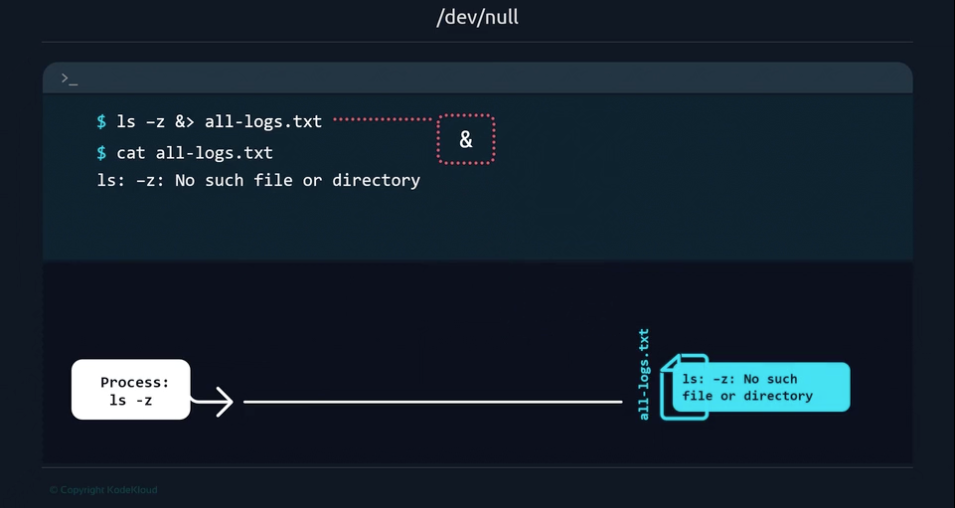 /dev/null
>_
$ ls –z &> all-logs.txt
&
$ cat all-logs.txt
ls: –z: No such file or directory
Process:
ls -z
all-logs.txt
ls: –z: No such
file or directory
© Copyright KodeKloud